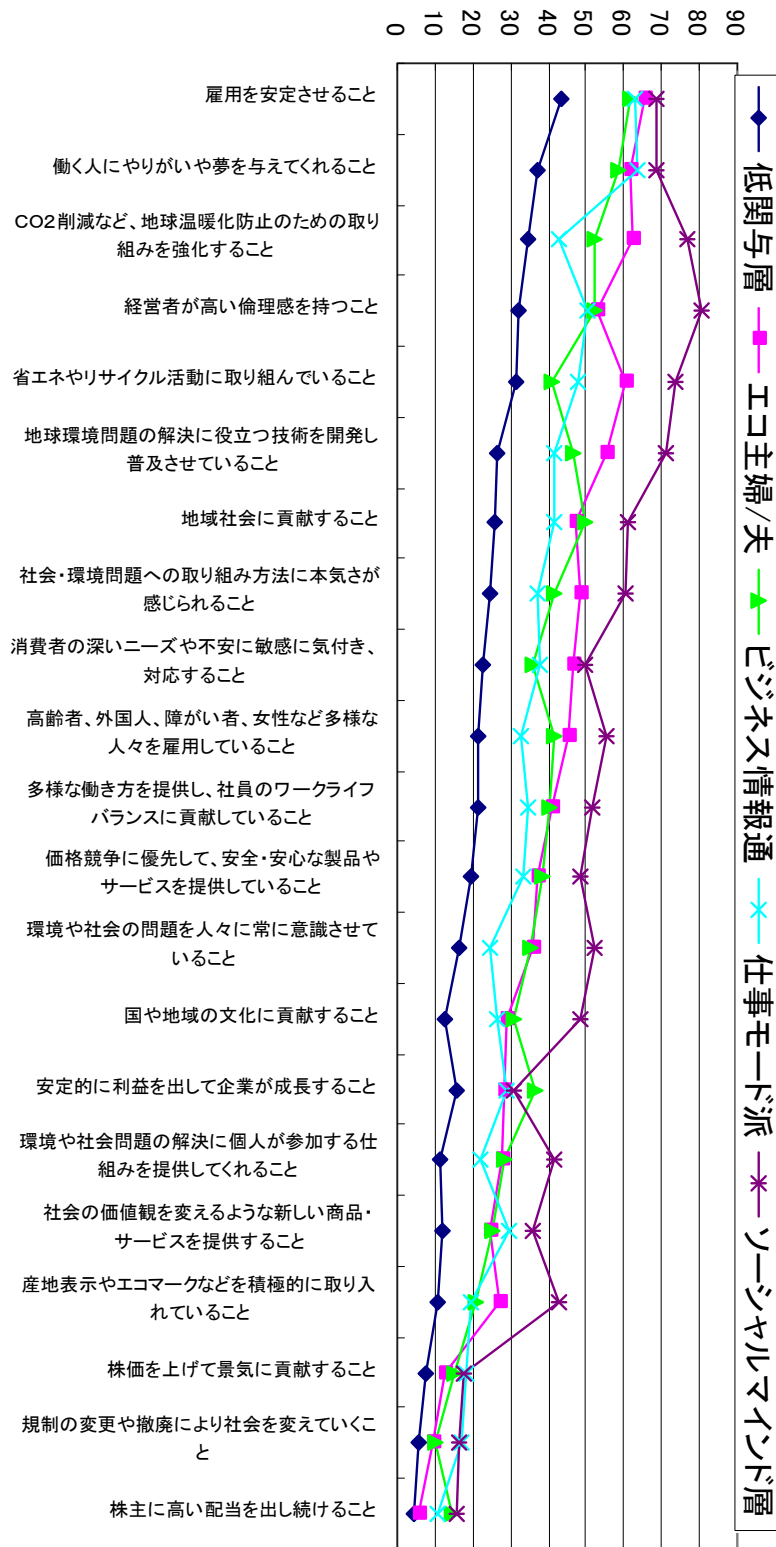 0
10
20
30
40
50
60
70
80
90
低関与層
エコ主婦/夫
ビジネス情報通
仕事モード派
ソーシャルマインド層
雇用を安定させること
働く人にやりがいや夢を与えてくれること
CO2削減など、地球温暖化防止のための取り
組みを強化すること
経営者が高い倫理感を持つこと
省エネやリサイクル活動に取り組んでいること
地球環境問題の解決に役立つ技術を開発し
普及させていること
地域社会に貢献すること
社会・環境問題への取り組み方法に本気さが
感じられること
消費者の深いニーズや不安に敏感に気付き、
対応すること
高齢者、外国人、障がい者、女性など多様な
人々を雇用していること
多様な働き方を提供し、社員のワークライフ
バランスに貢献していること
価格競争に優先して、安全・安心な製品や
サービスを提供していること
環境や社会の問題を人々に常に意識させて
いること
国や地域の文化に貢献すること
安定的に利益を出して企業が成長すること
環境や社会問題の解決に個人が参加する仕
組みを提供してくれること
社会の価値観を変えるような新しい商品・
サービスを提供すること
産地表示やエコマークなどを積極的に取り入
れていること
株価を上げて景気に貢献すること
規制の変更や撤廃により社会を変えていくこ
と
株主に高い配当を出し続けること